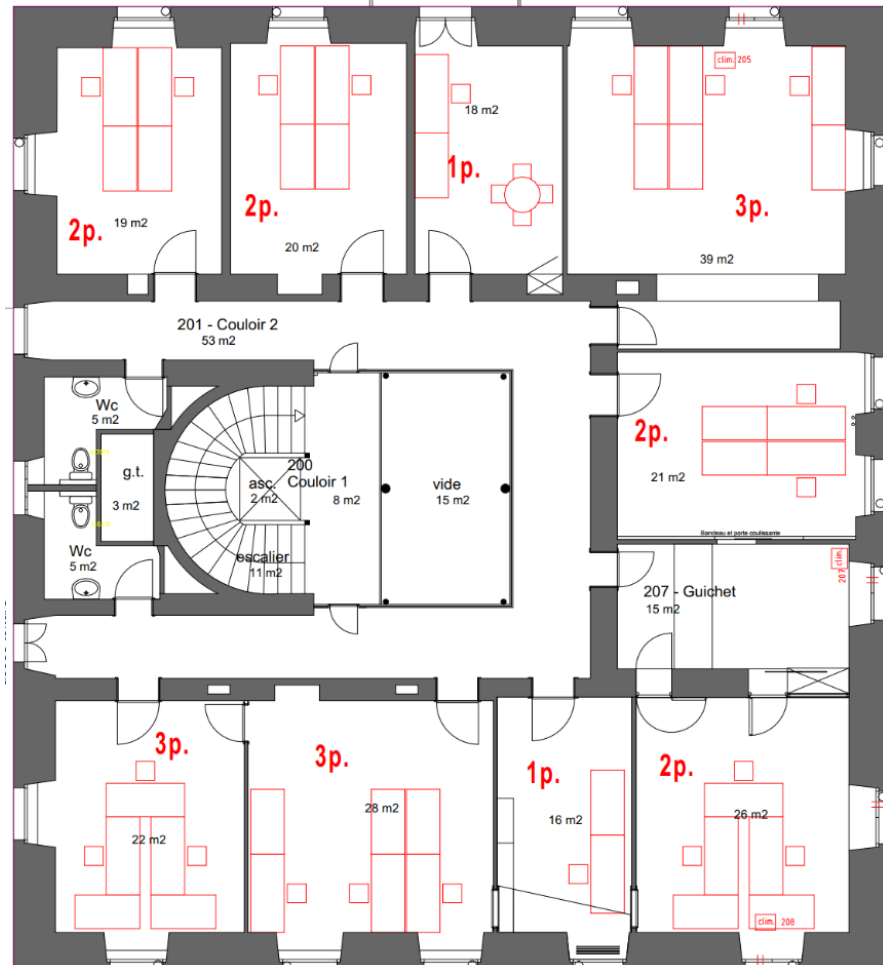 clim. 205
18 m2
1p.
2p.
19 m2
2p.
20 m2
3p.
39 m2
201 - Couloir 2
53 m2
Wc
5 m2
g.t.
3 m2
Wc
5 m2
200
Couloir 1
8 m2
asc.
2 m2
escalier
11 m2
vide
15 m2
2p.
21 m2
Bandeau et porte coulissante
207 - Guichet
15 m2
clim.
207
3p.
22 m2
3p.
28 m2
1p.
16 m2
2p.
26 m2
clim. 208